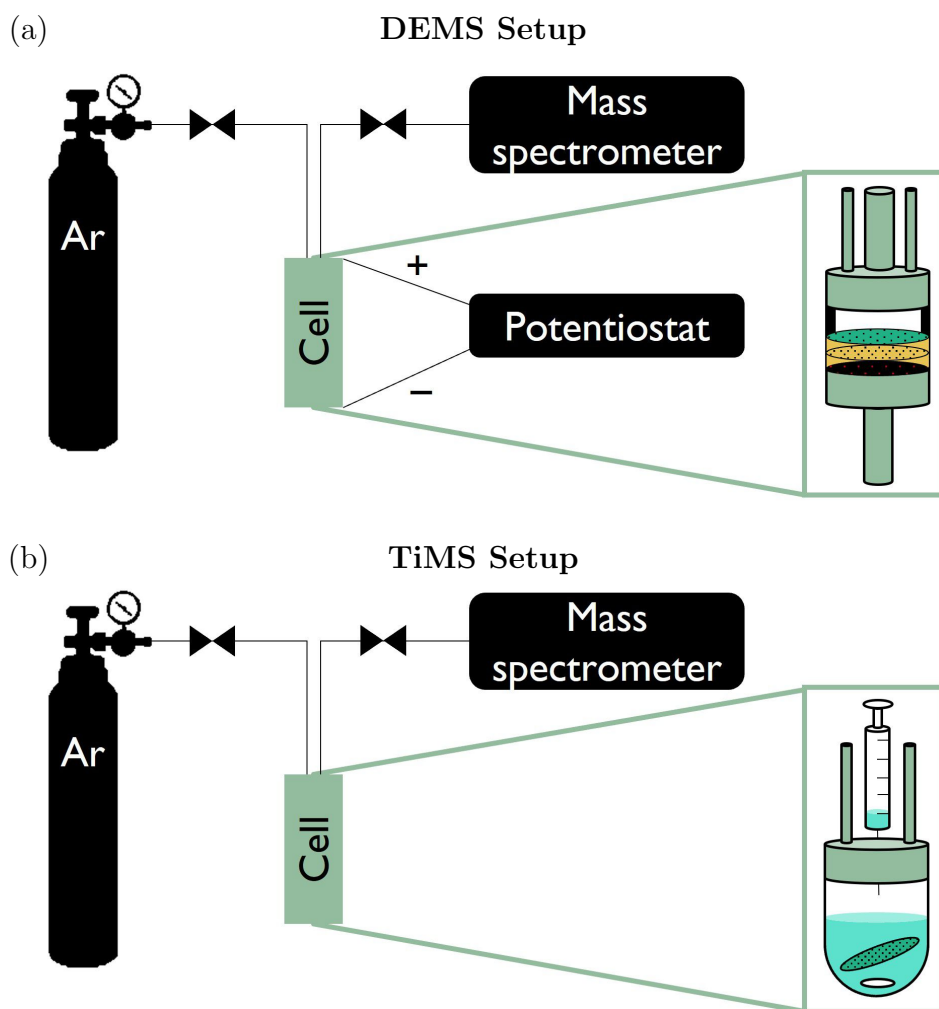 (a)
DEMS Setup
Mass
spectrometer
Ar
+
Cell
Potentiostat
−
(b)
TiMS Setup
Mass
spectrometer
Ar
Cell